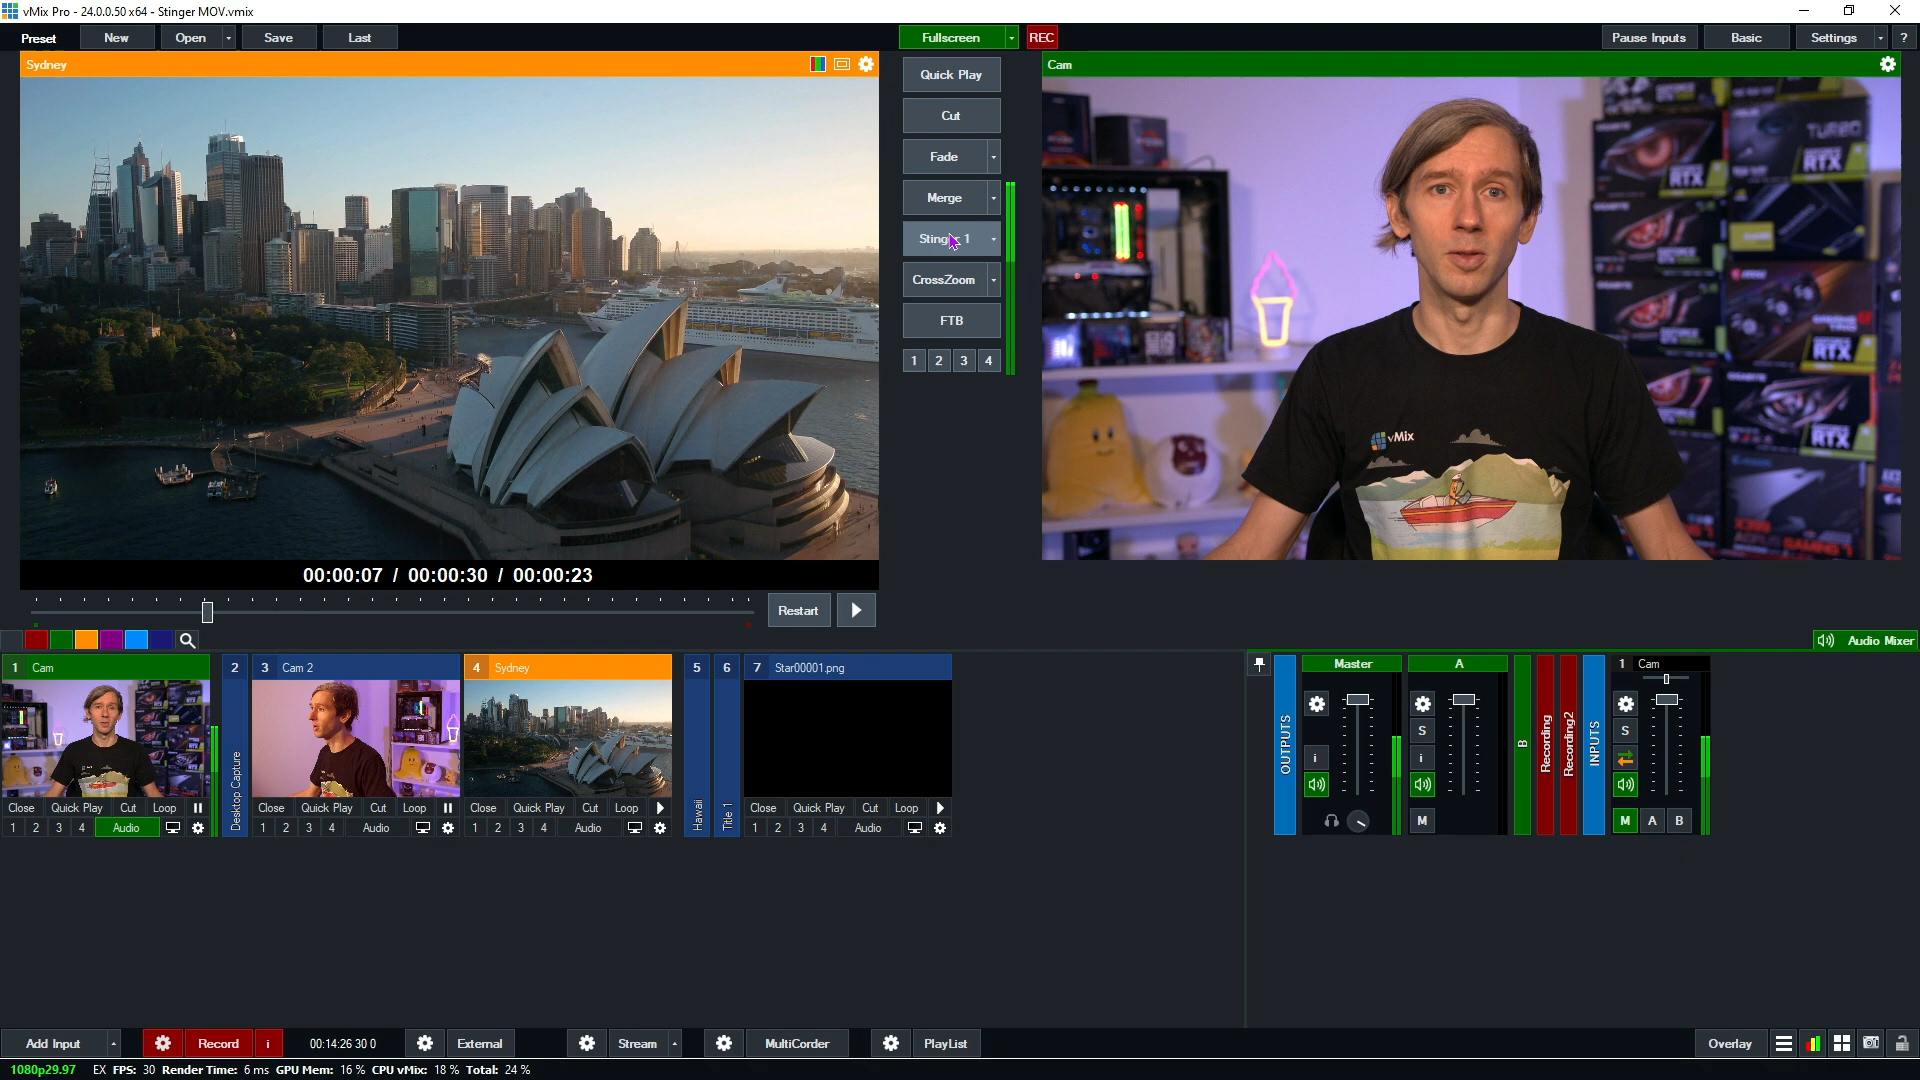 vMix Pro - 24.0.0.50 x64 - Stinger MOV.vmix
Preset New Open Save Last Fullscreen REC Pause Inputs Basic Settings ?
Sydney
Cam
Quick Play
Cut
Fade
Merge
Stinger 1
CrossZoom
FTB
1 2 3 4
TURBO
GEFORCE RTX
RTX
RTX
RTX
vMix
00:00:07 / 00:00:30 / 00:00:23
Restart
Audio Mixer
1 Cam
Close Quick Play Cut Loop
1 2 3 4 Audio
2 Desktop Capture
3 Cam 2
Close Quick Play Cut Loop
1 2 3 4 Audio
4 Sydney
Close Quick Play Cut Loop
1 2 3 4 Audio
5 Hawaii
6 Title 1
7 Star00001.png
Close Quick Play Cut Loop
1 2 3 4 Audio
OUTPUTS
Master
i
A
S
i
M
B
Recording
Recording2
INPUTS
1 Cam
S
M A B
Add Input Record i 00:14:26 30 0 External Stream MultiCorder PlayList Overlay
1080p29.97 EX FPS: 30 Render Time: 6 ms GPU Mem: 16 % CPU vMix: 18 % Total: 24 %